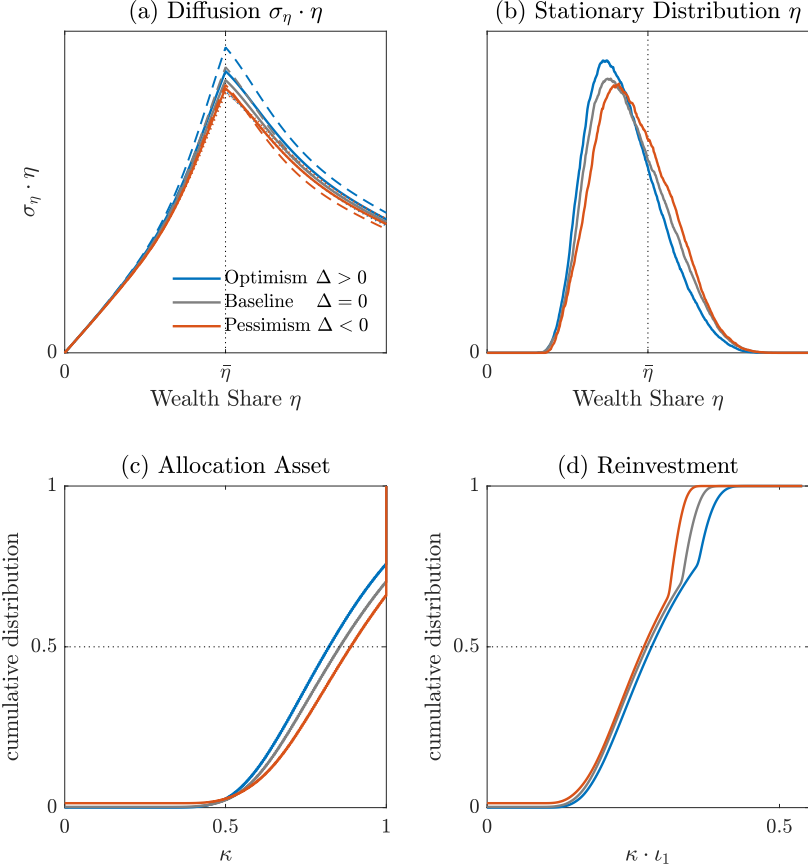 (a) Diffusion σ_η · η
σ_η · η
Optimism Δ > 0
Baseline Δ = 0
Pessimism Δ < 0
0
0
η̄
Wealth Share η
(b) Stationary Distribution η
0
0
η̄
Wealth Share η
(c) Allocation Asset
cumulative distribution
1
0.5
0
0
0.5
1
κ
(d) Reinvestment
cumulative distribution
1
0.5
0
0
0.5
κ · ι₁